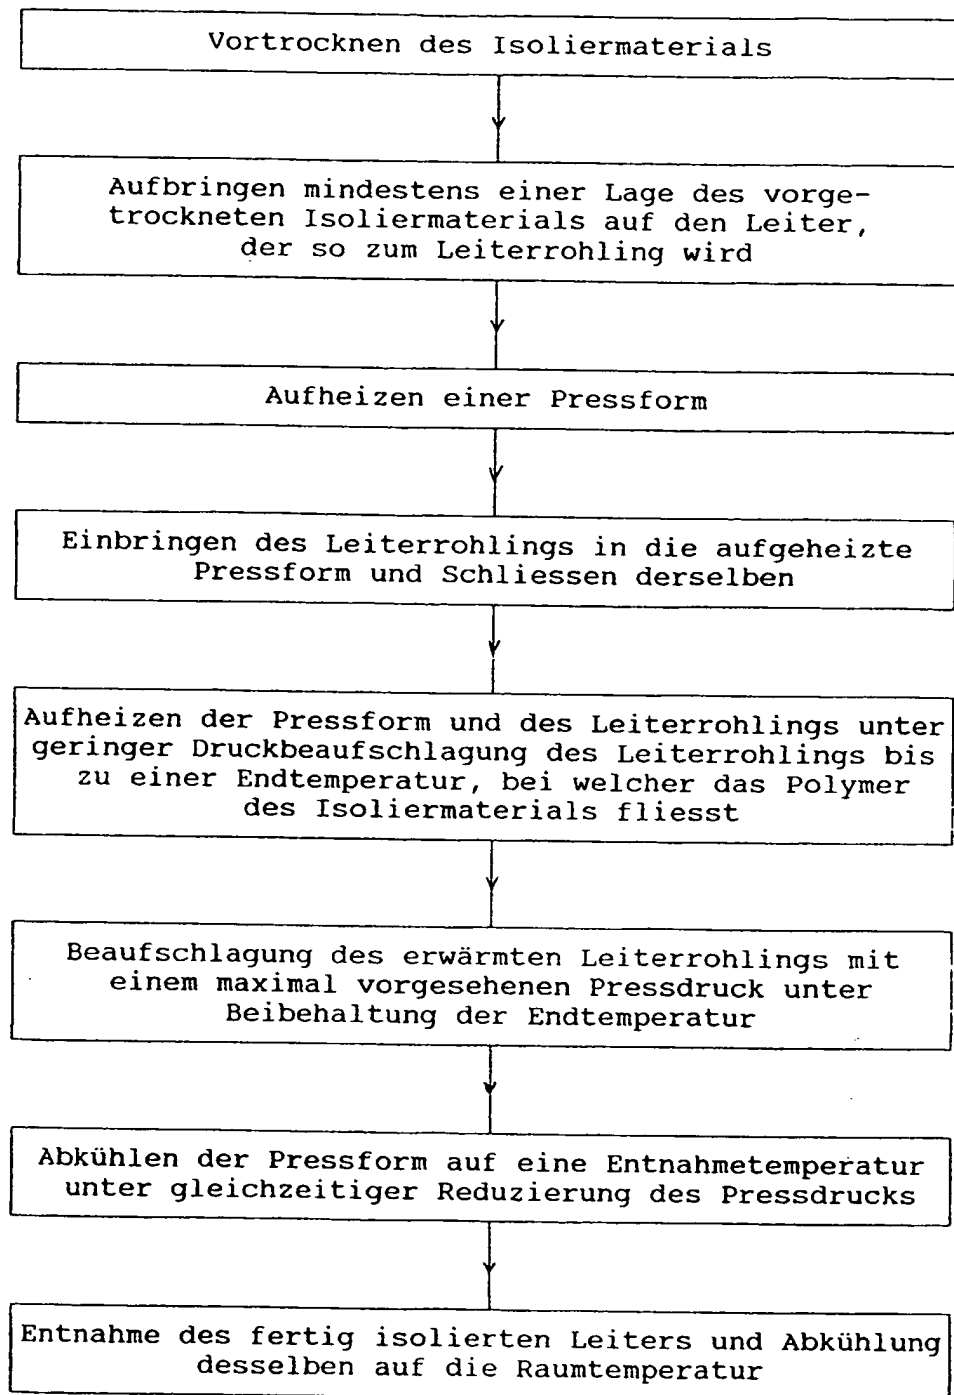 Vortrocknen des Isoliermaterials
Aufbringen mindestens einer Lage des vorge-
trockneten Isoliermaterials auf den Leiter,
der so zum Leiterrohling wird
Aufheizen einer Pressform
Einbringen des Leiterrohlings in die aufgeheizte
Pressform und Schliessen derselben
Aufheizen der Pressform und des Leiterrohlings unter
geringer Druckbeaufschlagung des Leiterrohlings bis
zu einer Endtemperatur, bei welcher das Polymer
des Isoliermaterials fliesst
Beaufschlagung des erwärmten Leiterrohlings mit
einem maximal vorgesehenen Pressdruck unter
Beibehaltung der Endtemperatur
Abkühlen der Pressform auf eine Entnahmetemperatur
unter gleichzeitiger Reduzierung des Pressdrucks
Entnahme des fertig isolierten Leiters und Abkühlung
desselben auf die Raumtemperatur